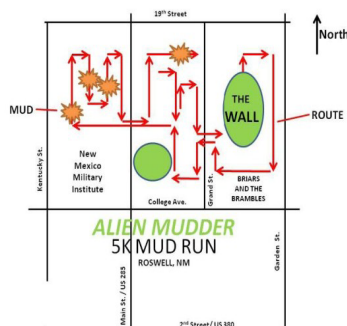 19th Street
North
MUD
THE
WALL
ROUTE
Kentucky St.
New
Mexico
Military
Institute
College Ave.
Grand St.
BRIARS
AND THE
BRAMBLES
ALIEN MUDDER
5K MUD RUN
ROSWELL, NM
Main St. / US 285
Garden St.
2nd Street/ US 380